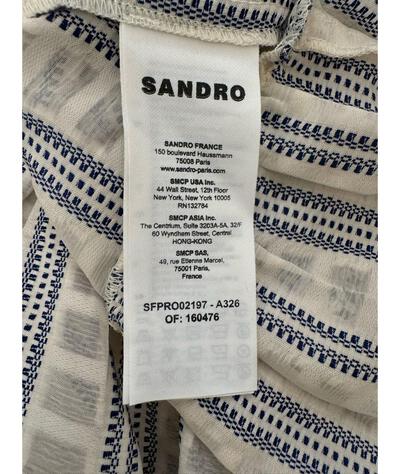 SANDRO
SANDRO FRANCE
150 boulevard Haussmann
75008 Paris
www.sandro-paris.com
SMCP USA Inc.
44 Wall Street, 12th Floor
New York, New York 10005
RN132784
SMCP ASIA Inc.
The Centrium, Suite 3203A-5A, 32/F
60 Wyndhem Street, Central
HONG-KONG
SMCP SAS,
49, rue Etienne Marcel,
75001 Paris,
France
SFPRO02197 - A326
OF: 160476